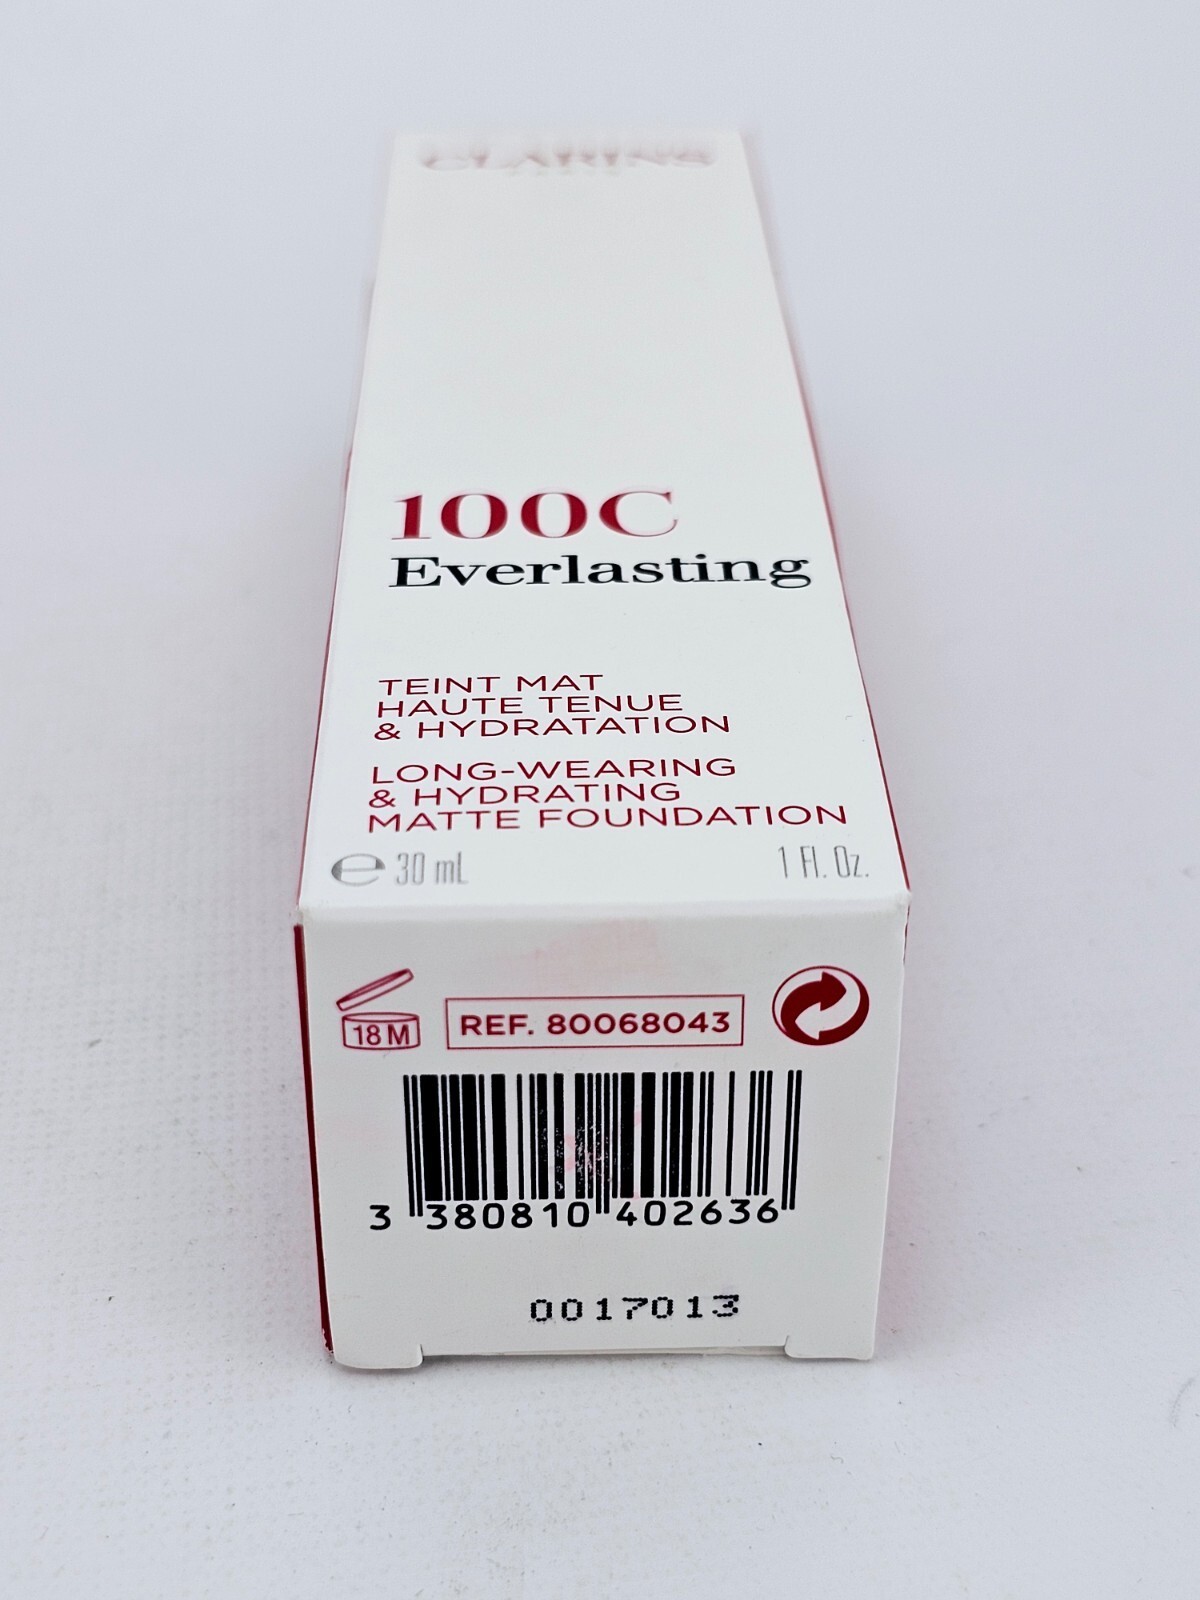 CLARINS
100C
Everlasting
TEINT MAT
HAUTE TENUE
& HYDRATATION
LONG-WEARING
& HYDRATING
MATTE FOUNDATION
℮ 30 mL 1 Fl. Oz.
18 M
REF. 80068043
3 380810 402636
0017013